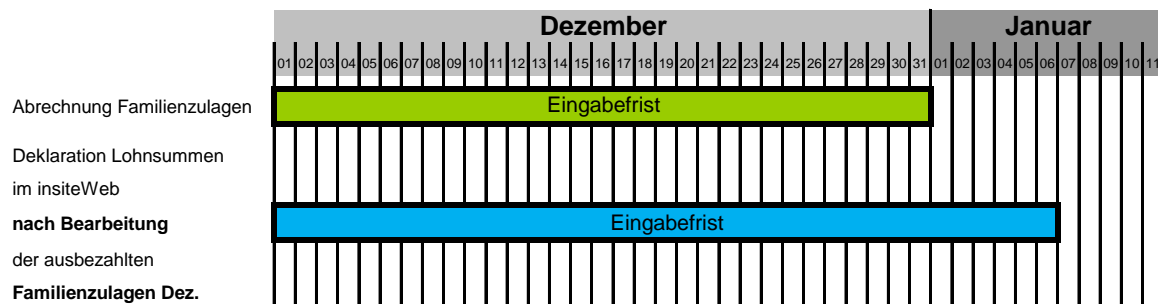 Dezember Januar
01 02 03 04 05 06 07 08 09 10 11 12 13 14 15 16 17 18 19 20 21 22 23 24 25 26 27 28 29 30 31 01 02 03 04 05 06 07 08 09 10 11
Abrechnung Familienzulagen Eingabefrist
Deklaration Lohnsummen
im insiteWeb
nach Bearbeitung Eingabefrist
der ausbezahlten
Familienzulagen Dez.